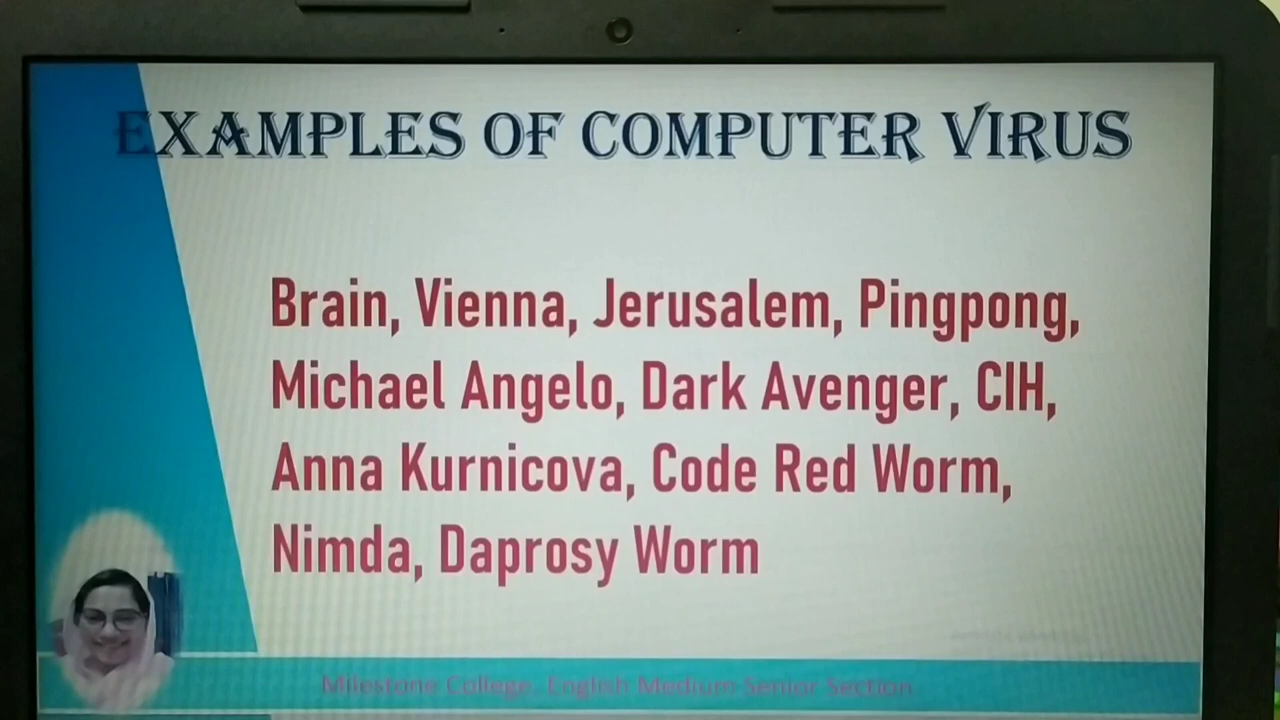 EXAMPLES OF COMPUTER VIRUS
Brain, Vienna, Jerusalem, Pingpong,
Michael Angelo, Dark Avenger, CIH,
Anna Kurnicova, Code Red Worm,
Nimda, Daprosy Worm
Milestone College, English Medium Senior Section